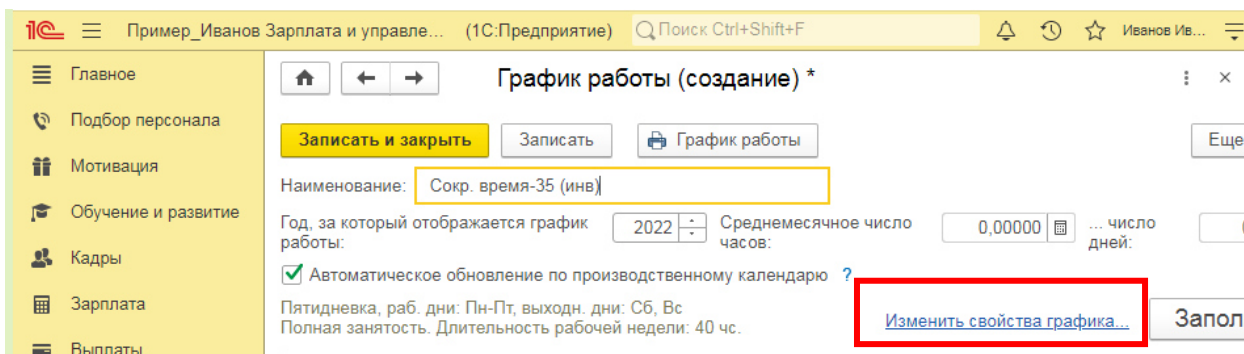 1С Пример_Иванов Зарплата и управле... (1С:Предприятие) Поиск Ctrl+Shift+F Иванов Ив...
Главное
График работы (создание) *
Подбор персонала
Записать и закрыть Записать График работы Еще
Мотивация
Наименование: Сокр. время-35 (инв)
Обучение и развитие
Год, за который отображается график работы: 2022 Среднемесячное число часов: 0,00000 ... число дней:
Кадры
Автоматическое обновление по производственному календарю ?
Зарплата
Пятидневка, раб. дни: Пн-Пт, выходн. дни: Сб, Вс
Полная занятость. Длительность рабочей недели: 40 чс.
Изменить свойства графика... Запол
Выплаты